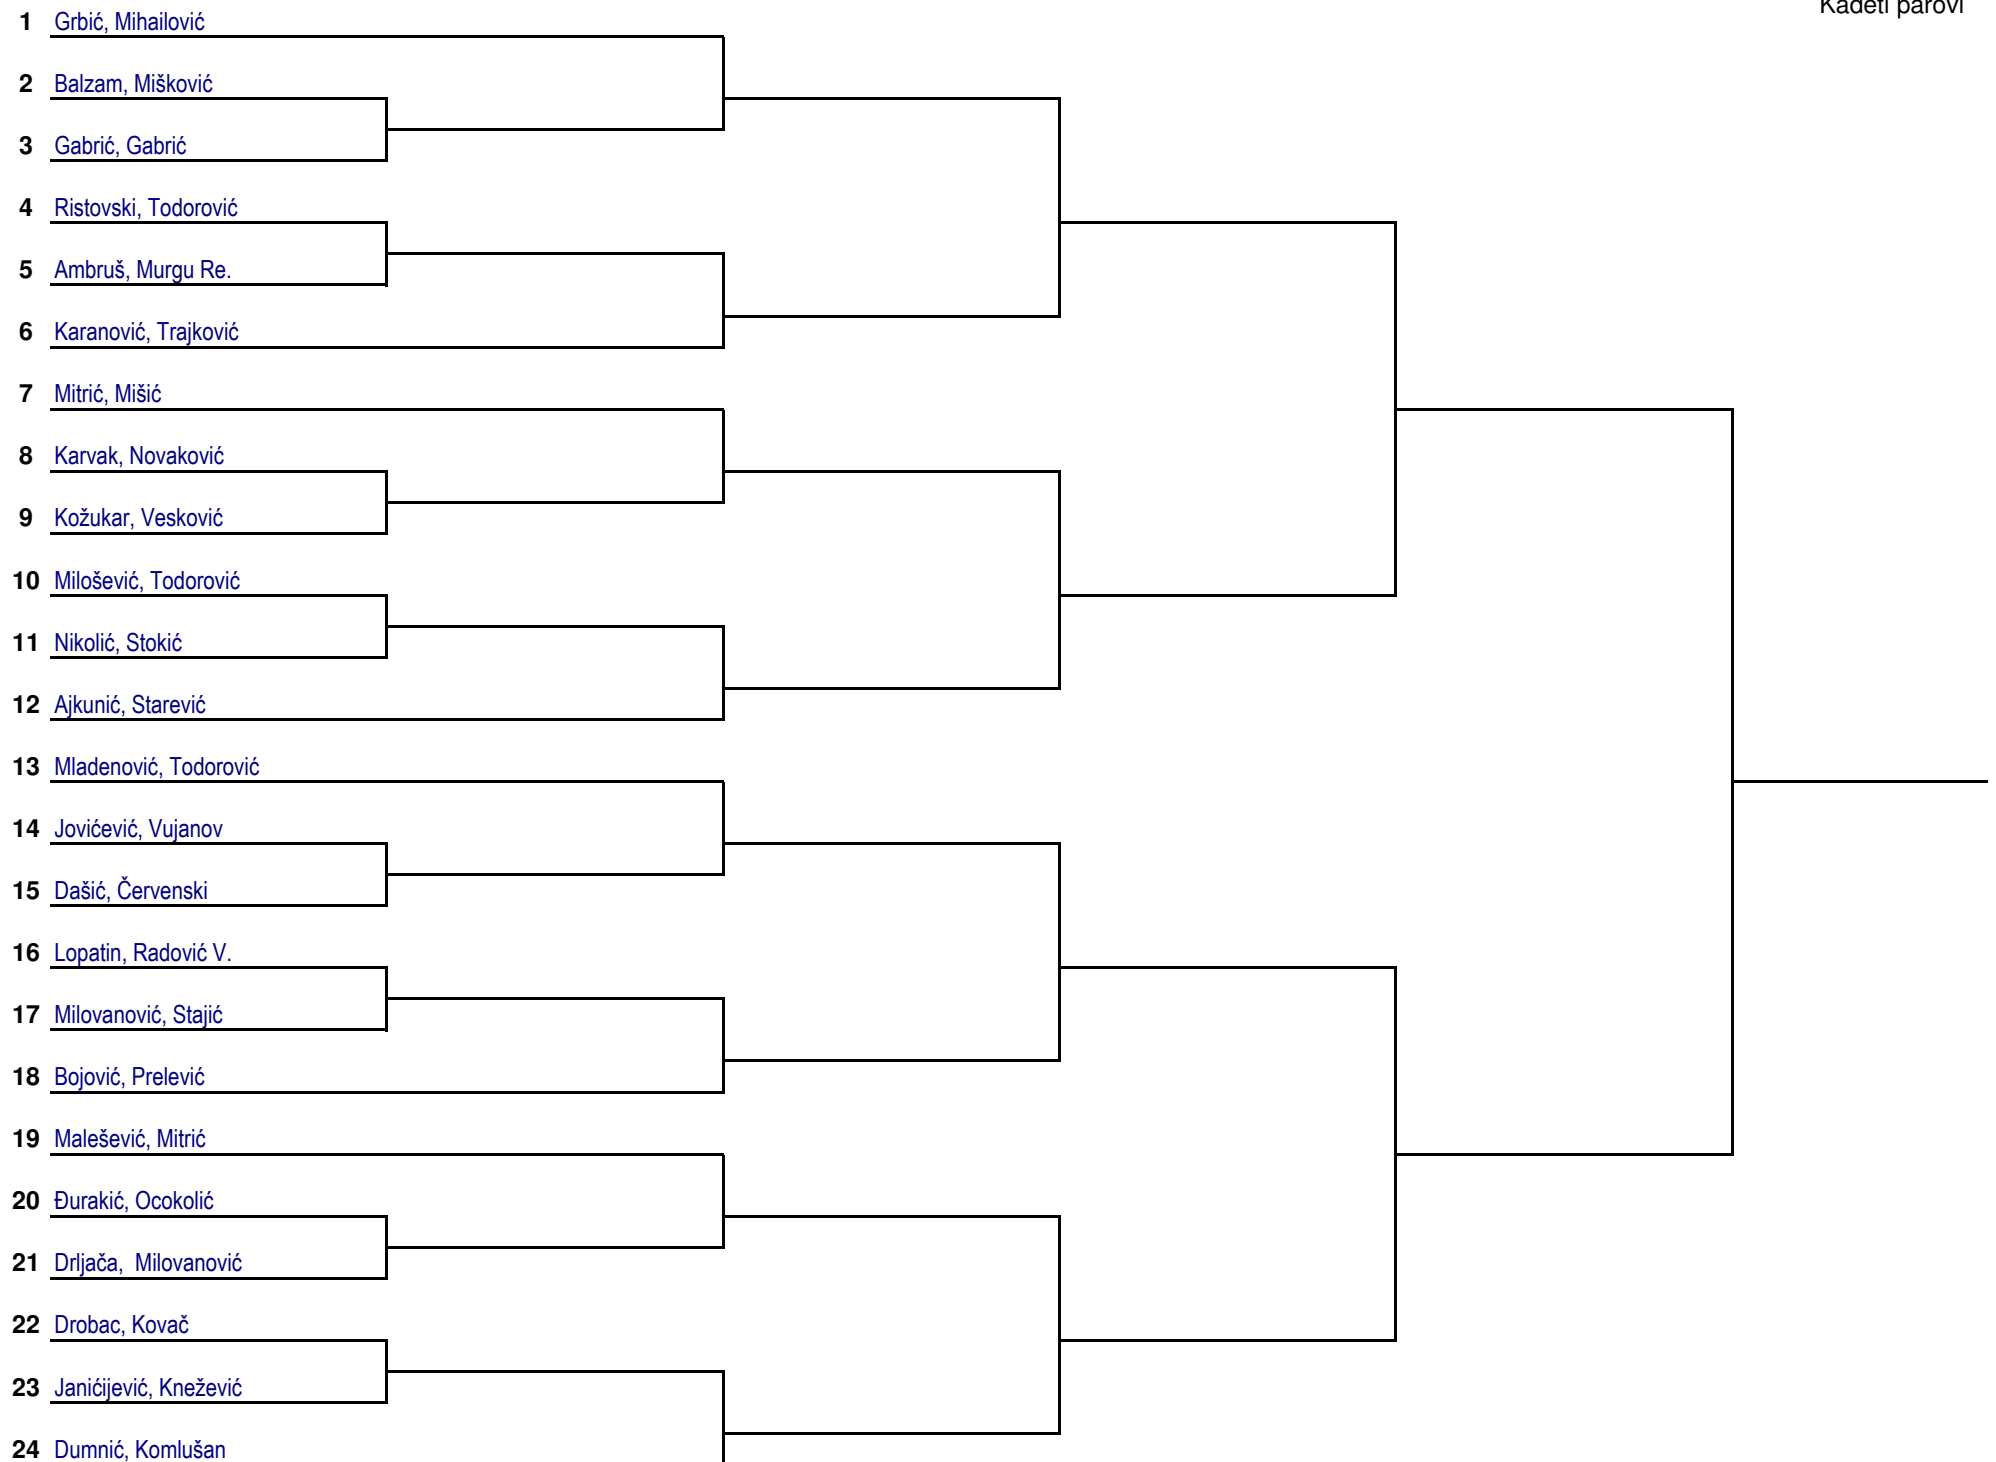 Kadeti parovi
1 Grbić, Mihailović
2 Balzam, Mišković
3 Gabrić, Gabrić
4 Ristovski, Todorović
5 Ambruš, Murgu Re.
6 Karanović, Trajković
7 Mitrić, Mišić
8 Karvak, Novaković
9 Kožukar, Vesković
10 Milošević, Todorović
11 Nikolić, Stokić
12 Ajkunić, Starević
13 Mladenović, Todorović
14 Jovićević, Vujanov
15 Dašić, Červenski
16 Lopatin, Radović V.
17 Milovanović, Stajić
18 Bojović, Prelević
19 Malešević, Mitrić
20 Đurakić, Ocokolić
21 Drljača, Milovanović
22 Drobac, Kovač
23 Janićijević, Knežević
24 Dumnić, Komlušan